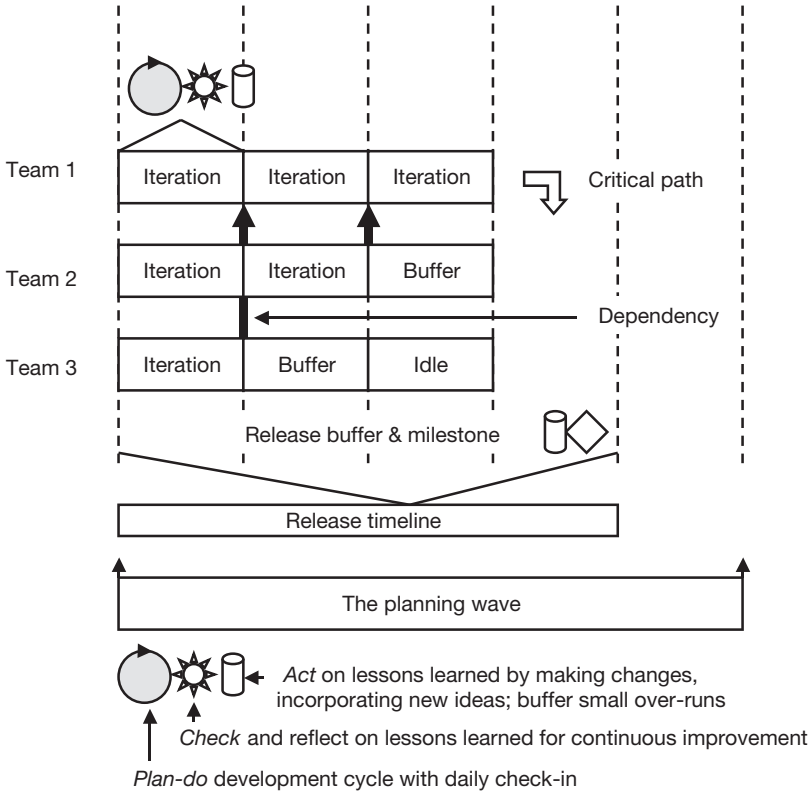 Team 1
Iteration
Iteration
Iteration
Critical path
Team 2
Iteration
Iteration
Buffer
Dependency
Team 3
Iteration
Buffer
Idle
Release buffer & milestone
Release timeline
The planning wave
Act on lessons learned by making changes,
incorporating new ideas; buffer small over-runs
Check and reflect on lessons learned for continuous improvement
Plan-do development cycle with daily check-in